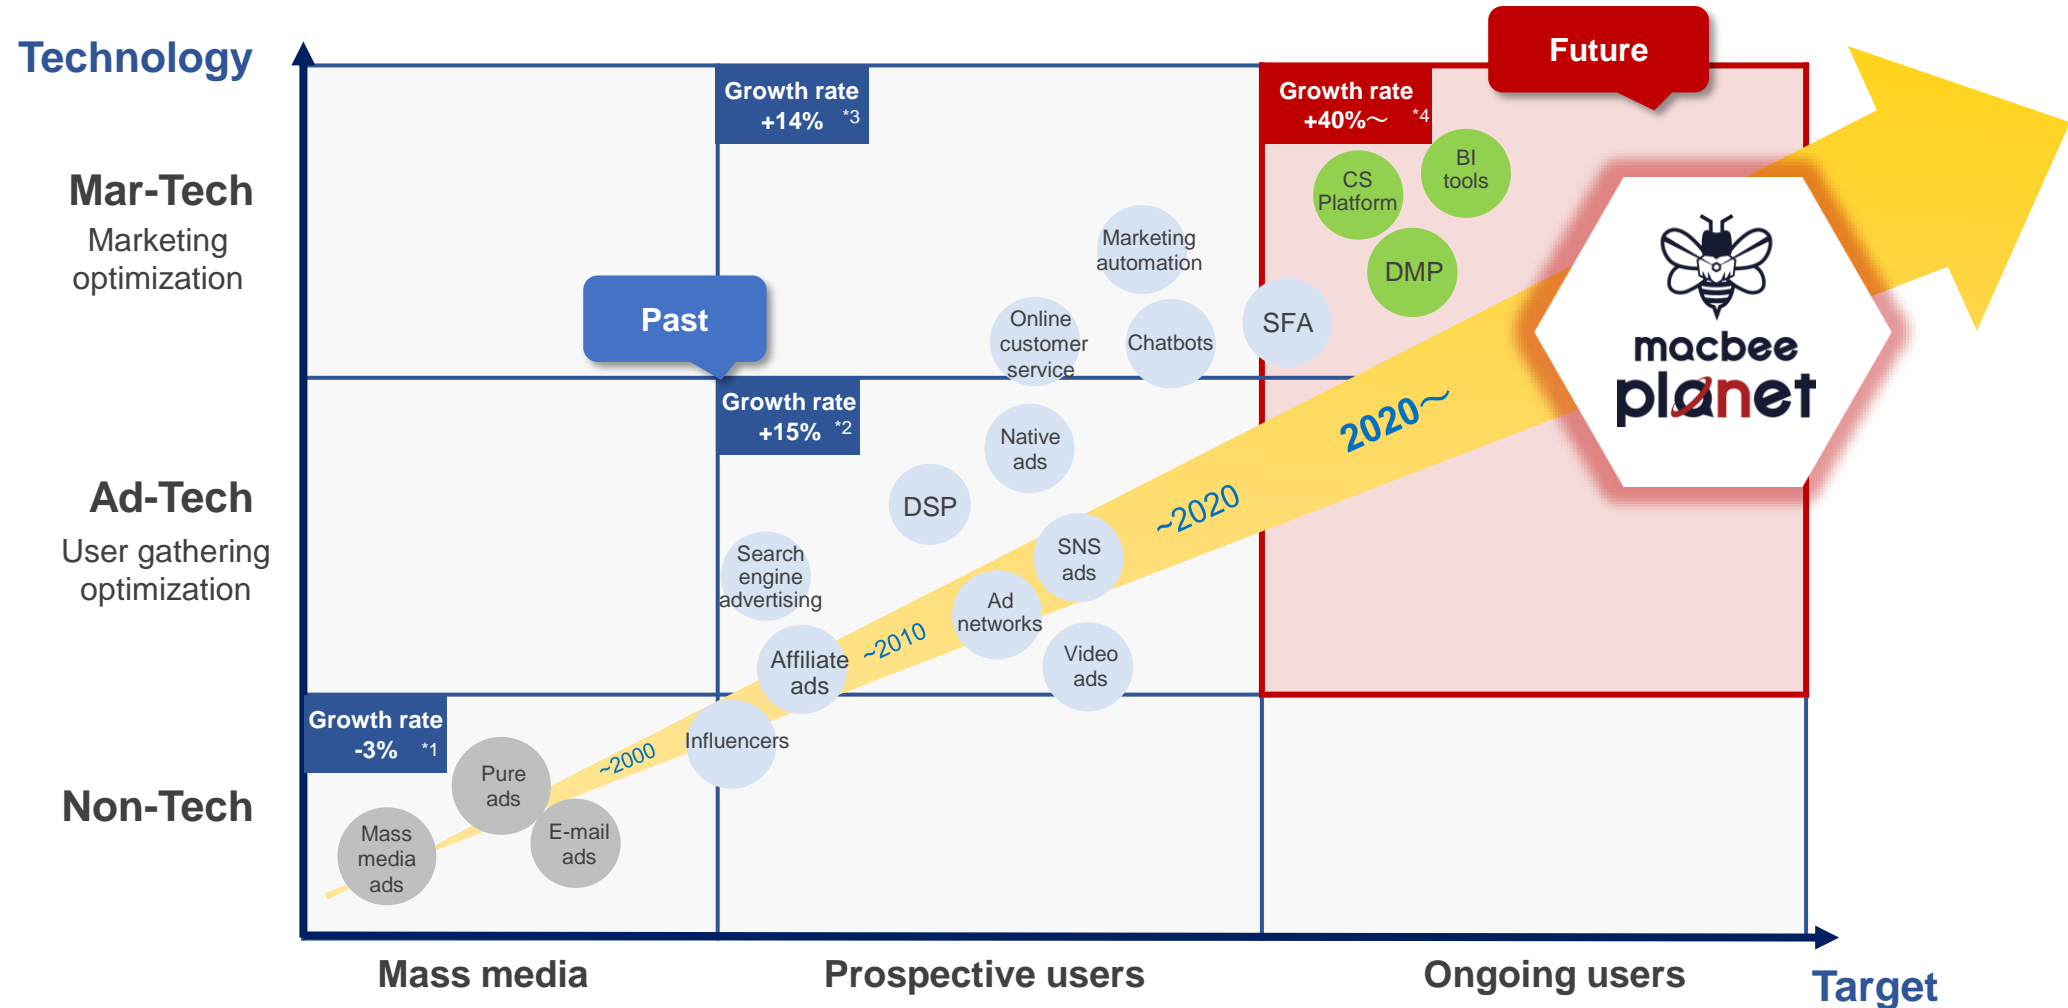 Technology
Future
Growth rate
+14% *3
Growth rate
+40%～ *4
Mar-Tech
Marketing
optimization
BI
tools
CS
Platform
DMP
Marketing
automation
Online
customer
service
Chatbots
SFA
Past
macbee
planet
Growth rate
+15% *2
2020～
Native
ads
DSP
~2020
Ad-Tech
User gathering
optimization
Search
engine
advertising
SNS
ads
Ad
networks
~2010
Affiliate
ads
Video
ads
Growth rate
-3% *1
Influencers
~2000
Non-Tech
Pure
ads
E-mail
ads
Mass
media
ads
Mass media
Prospective users
Ongoing users
Target